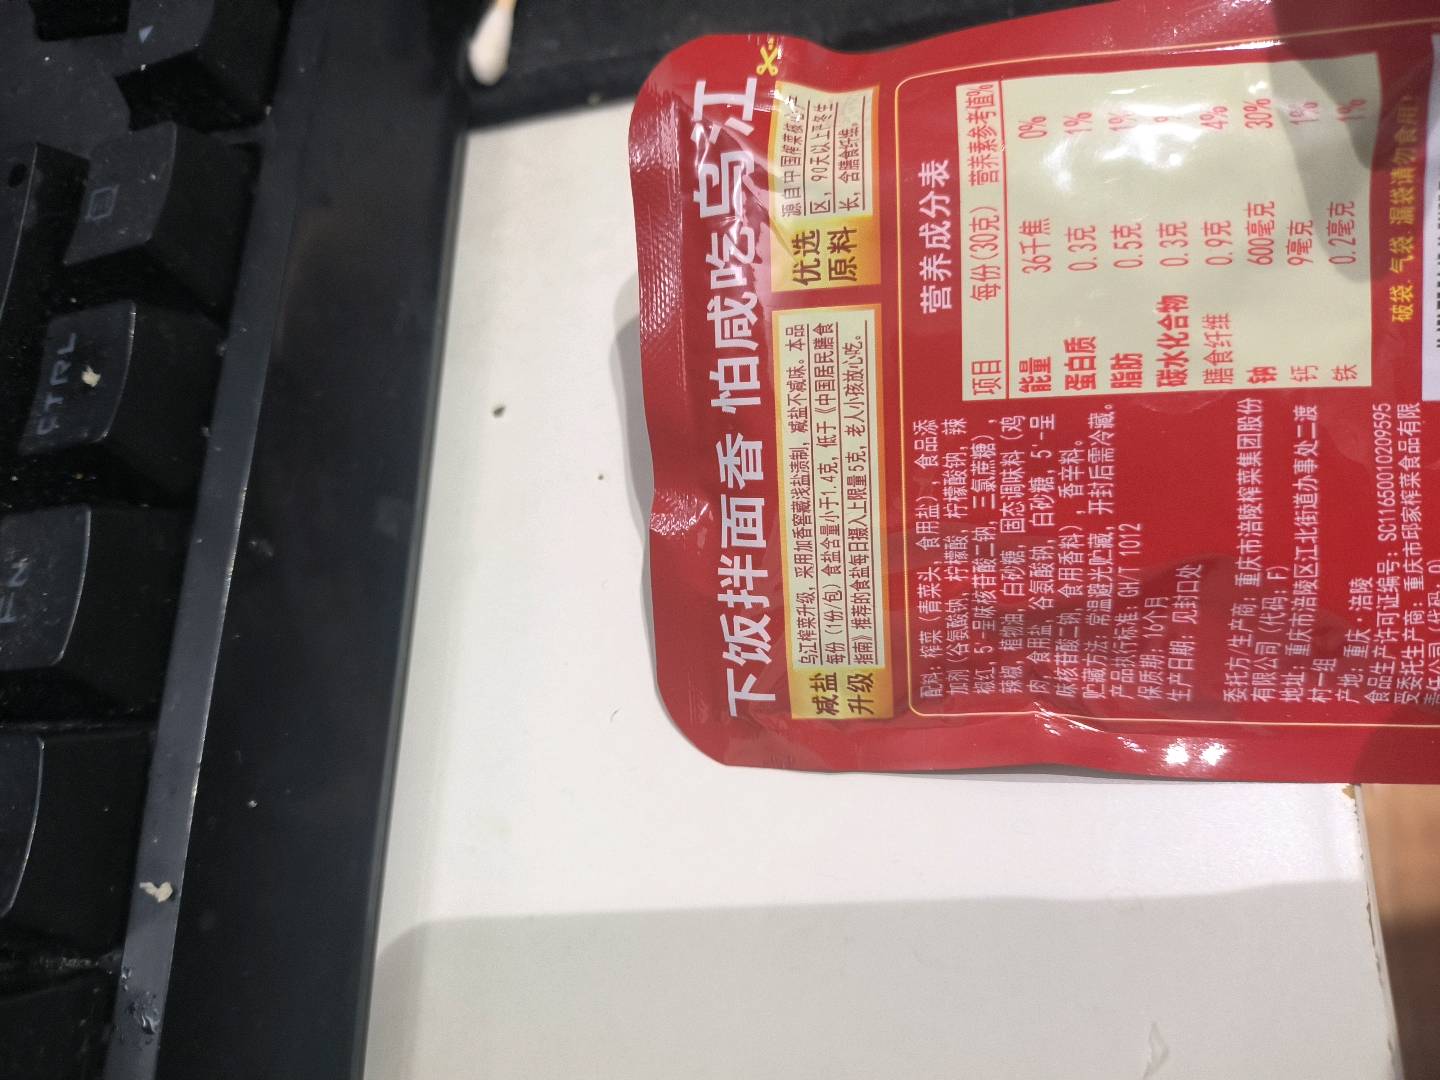 下饭拌面香 怕咸吃乌江
减盐
升级
乌江榨菜升级,采用加香窖藏浅盐渍制,减盐不减味。本品
每份(1份/包)食盐含量小于1.4克,低于《中国居民膳食
指南》推荐的食盐每日摄入上限量5克,老人小孩放心吃。
优选
原料
源自中国榨菜核心产
区,90天以上平冬生
长,含膳食纤维。
配料:榨菜(青菜头、食用盐),食品添
加剂(谷氨酸钠,柠檬酸,柠檬酸钠,辣
椒红,5'-呈味核苷酸二钠,三氯蔗糖),
辣椒,植物油,白砂糖,固态调味料(鸡
肉,食用盐,谷氨酸钠,白砂糖,5'-呈
味核苷酸二钠,食用香料),香辛料。
贮藏方法:常温避光贮藏,开封后需冷藏。
产品执行标准:GH/T 1012
保质期:16个月
生产日期:见封口处
委托方/生产商:重庆市涪陵榨菜集团股份
有限公司(代码:F)
地址:重庆市涪陵区江北街道办事处二渡
村一组
产地:重庆·涪陵
食品生产许可证编号:SC11650010209595
受委托生产商:重庆市邱家榨菜食品有限
责任公司(代码:Q)
营养成分表
项目 每份(30克) 营养素参考值%
能量 36千焦 0%
蛋白质 0.3克 1%
脂肪 0.5克 1%
碳水化合物 0.3克
膳食纤维 0.9克 4%
钠 600毫克 30%
钙 9毫克 1%
铁 0.2毫克 1%
破袋、气袋、漏袋请勿食用
CTRL
FN